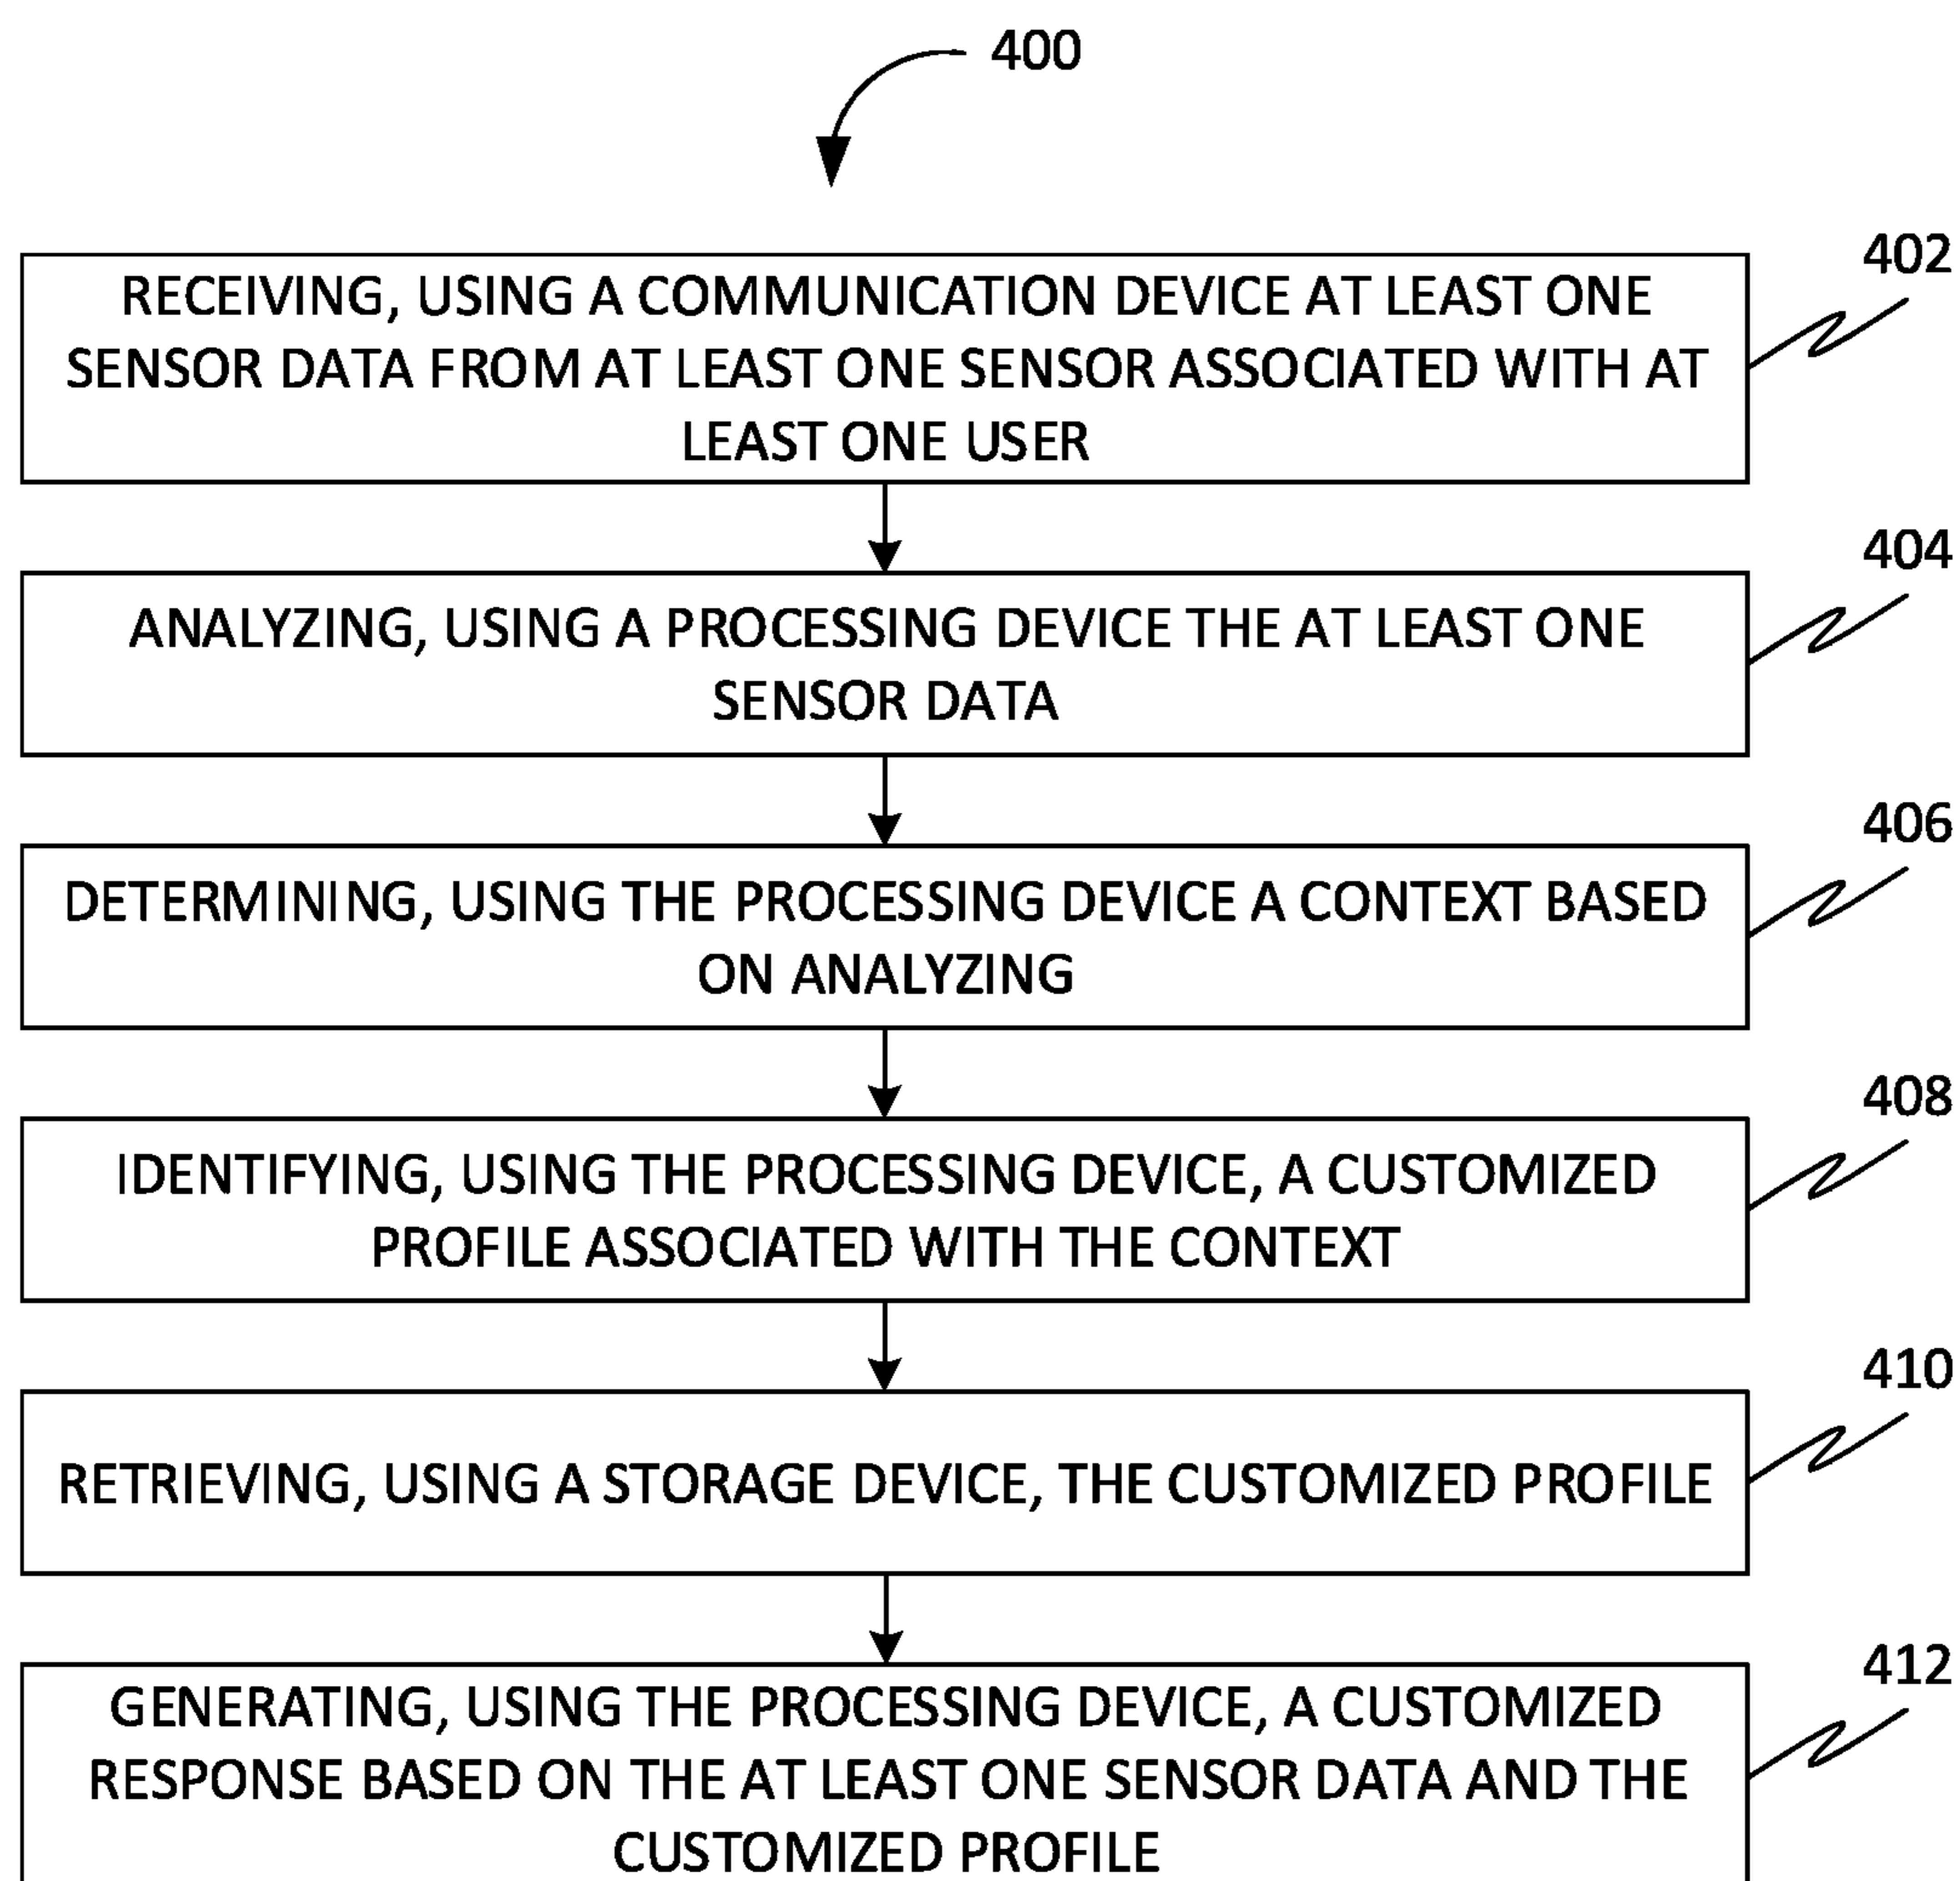 400
402
RECEIVING, USING A COMMUNICATION DEVICE AT LEAST ONE
SENSOR DATA FROM AT LEAST ONE SENSOR ASSOCIATED WITH AT
LEAST ONE USER
404
ANALYZING, USING A PROCESSING DEVICE THE AT LEAST ONE
SENSOR DATA
406
DETERMINING, USING THE PROCESSING DEVICE A CONTEXT BASED
ON ANALYZING
408
IDENTIFYING, USING THE PROCESSING DEVICE, A CUSTOMIZED
PROFILE ASSOCIATED WITH THE CONTEXT
410
RETRIEVING, USING A STORAGE DEVICE, THE CUSTOMIZED PROFILE
412
GENERATING, USING THE PROCESSING DEVICE, A CUSTOMIZED
RESPONSE BASED ON THE AT LEAST ONE SENSOR DATA AND THE
CUSTOMIZED PROFILE